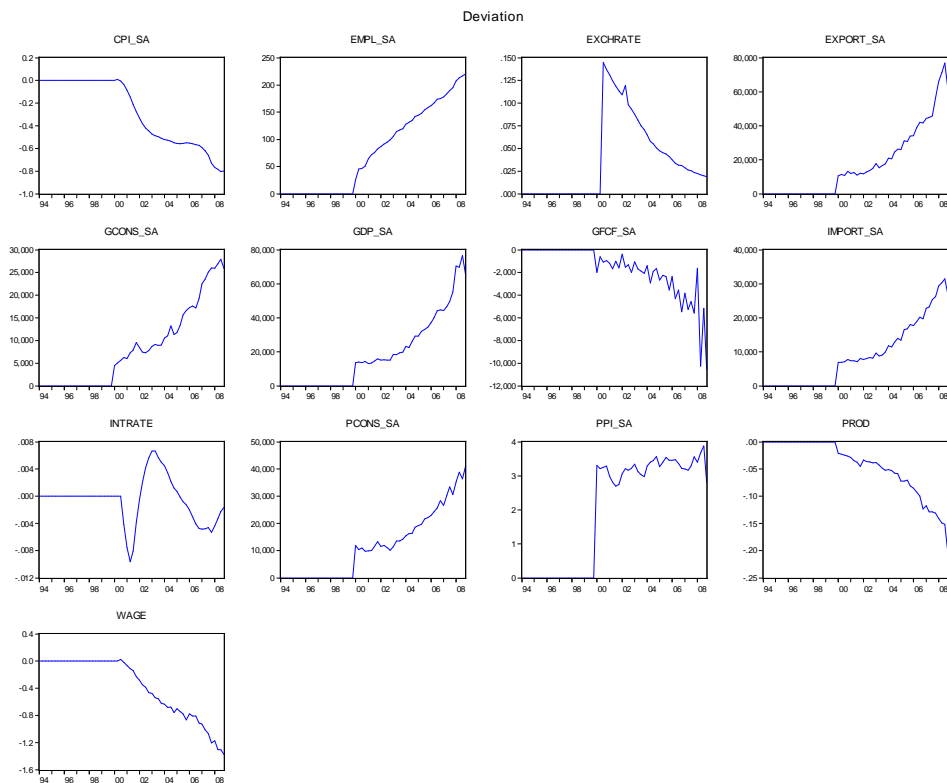 Deviation
CPI_SA
0.2
0.0
-0.2
-0.4
-0.6
-0.8
-1.0
94 96 98 00 02 04 06 08
EMPL_SA
250
200
150
100
50
0
94 96 98 00 02 04 06 08
EXCHRATE
.150
.125
.100
.075
.050
.025
.000
94 96 98 00 02 04 06 08
EXPORT_SA
80,000
60,000
40,000
20,000
0
94 96 98 00 02 04 06 08
GCONS_SA
30,000
25,000
20,000
15,000
10,000
5,000
0
94 96 98 00 02 04 06 08
GDP_SA
80,000
60,000
40,000
20,000
0
94 96 98 00 02 04 06 08
GFCF_SA
0
-2,000
-4,000
-6,000
-8,000
-10,000
-12,000
94 96 98 00 02 04 06 08
IMPORT_SA
40,000
30,000
20,000
10,000
0
94 96 98 00 02 04 06 08
INTRATE
.008
.004
.000
-.004
-.008
-.012
94 96 98 00 02 04 06 08
PCONS_SA
50,000
40,000
30,000
20,000
10,000
0
94 96 98 00 02 04 06 08
PPI_SA
4
3
2
1
0
94 96 98 00 02 04 06 08
PROD
.00
-.05
-.10
-.15
-.20
-.25
94 96 98 00 02 04 06 08
WAGE
0.4
0.0
-0.4
-0.8
-1.2
-1.6
94 96 98 00 02 04 06 08